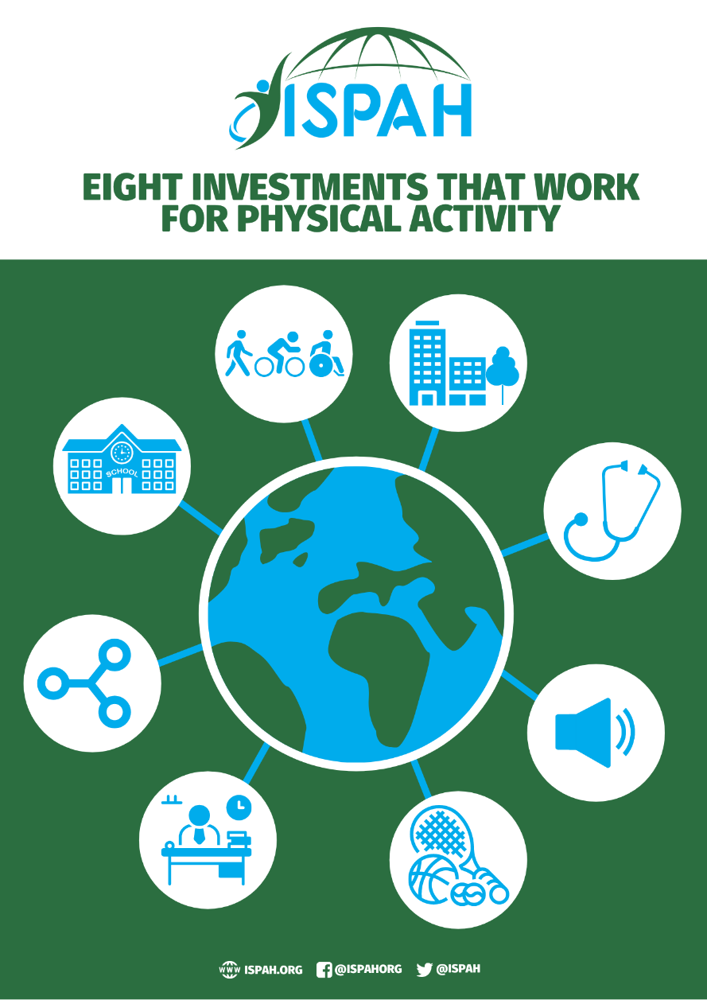 ISPAH
EIGHT INVESTMENTS THAT WORK
FOR PHYSICAL ACTIVITY
SCHOOL
WWW ISPAH.ORG @ISPAHORG @ISPAH